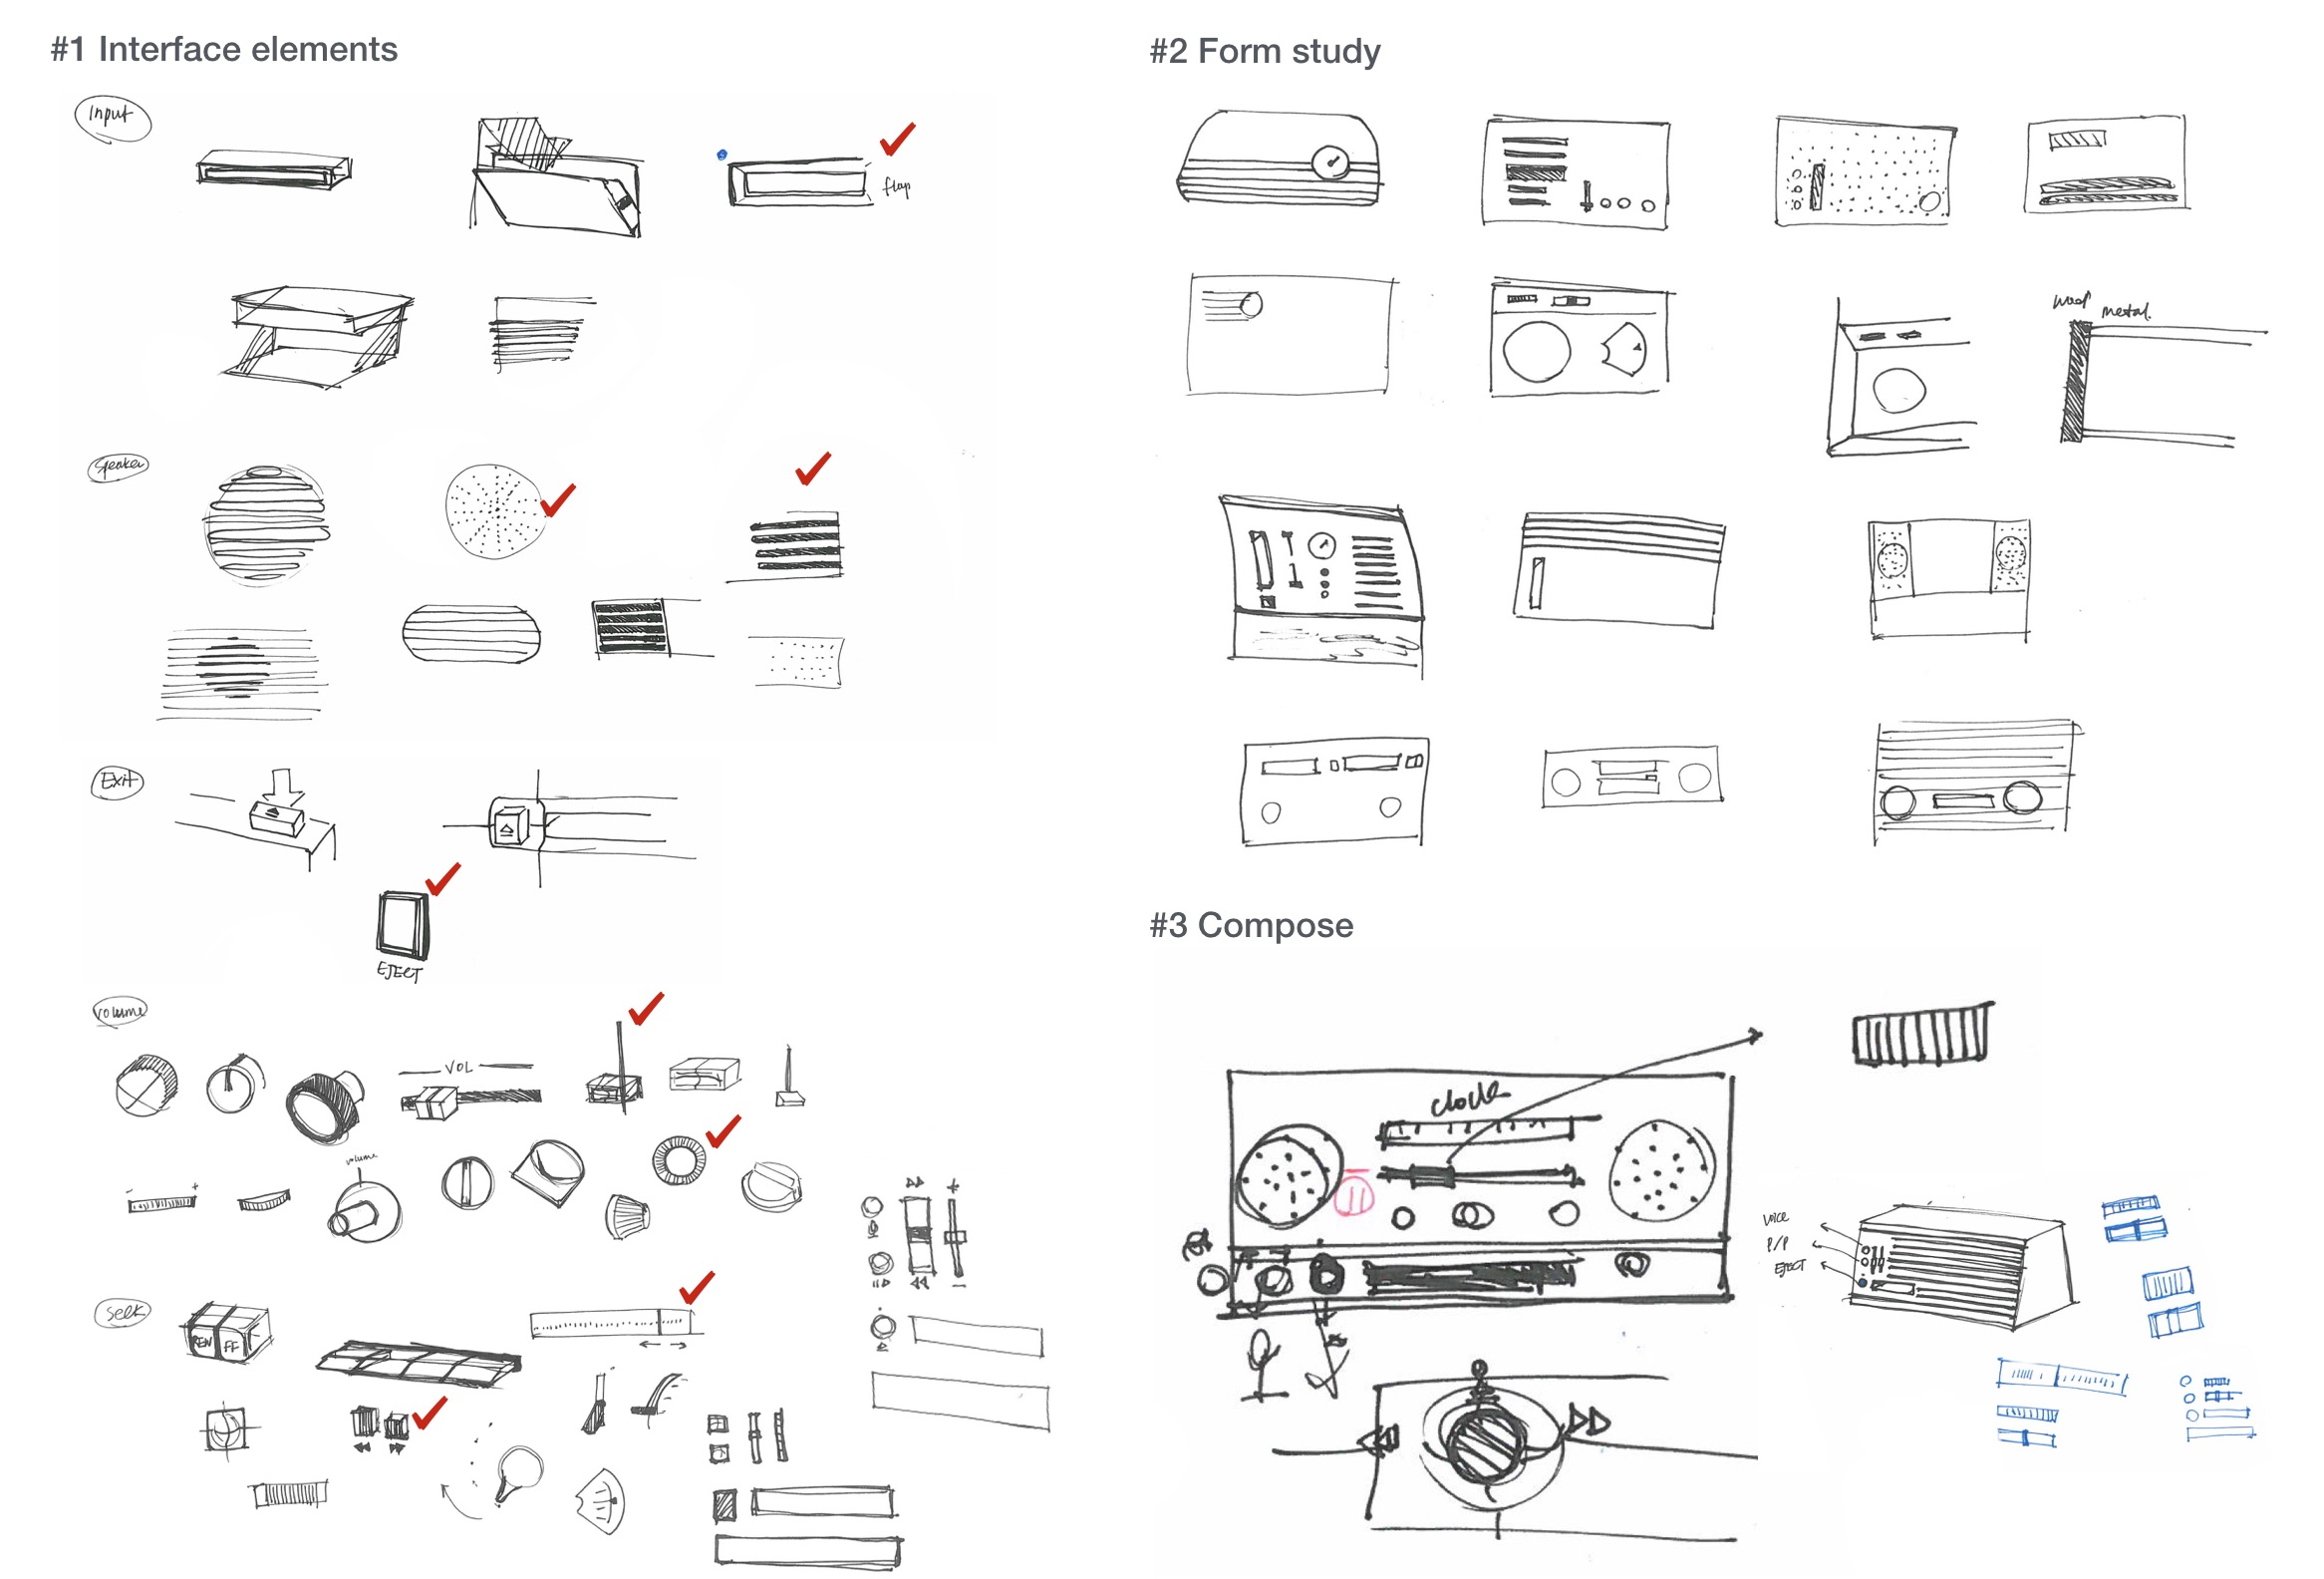 #1 Interface elements
Input
flap
Speaker
Exit
EJECT
Volume
VOL
volume
- +
+
-
Seek
REW FF
#2 Form study
wood metal.
#3 Compose
clock
Voice
P/P
EJECT